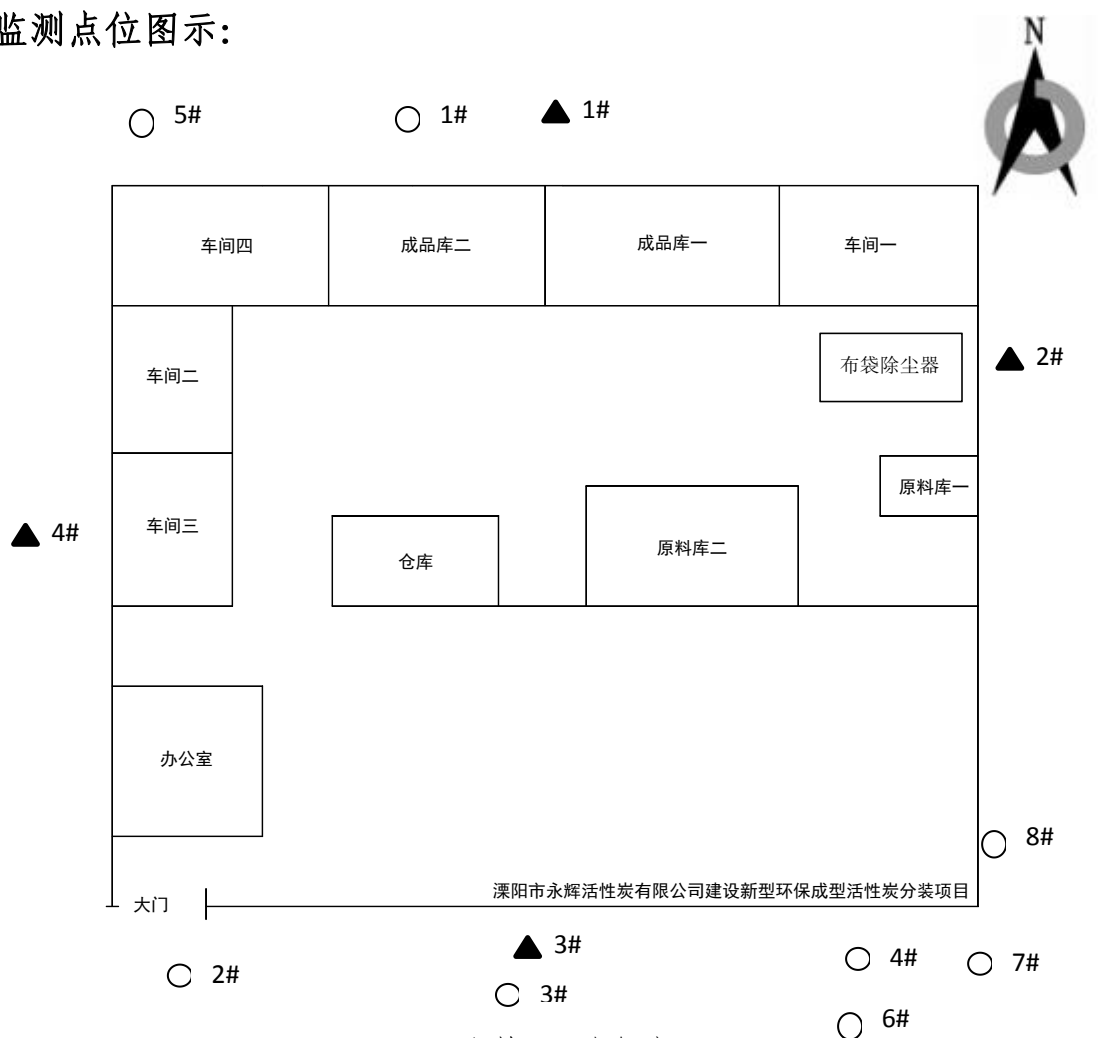 监测点位图示:
N
5#
1#
1#
车间四
成品库二
成品库一
车间一
车间二
布袋除尘器
2#
原料库一
4#
车间三
仓库
原料库二
办公室
8#
溧阳市永辉活性炭有限公司建设新型环保成型活性炭分装项目
大门
3#
4#
7#
2#
3#
6#